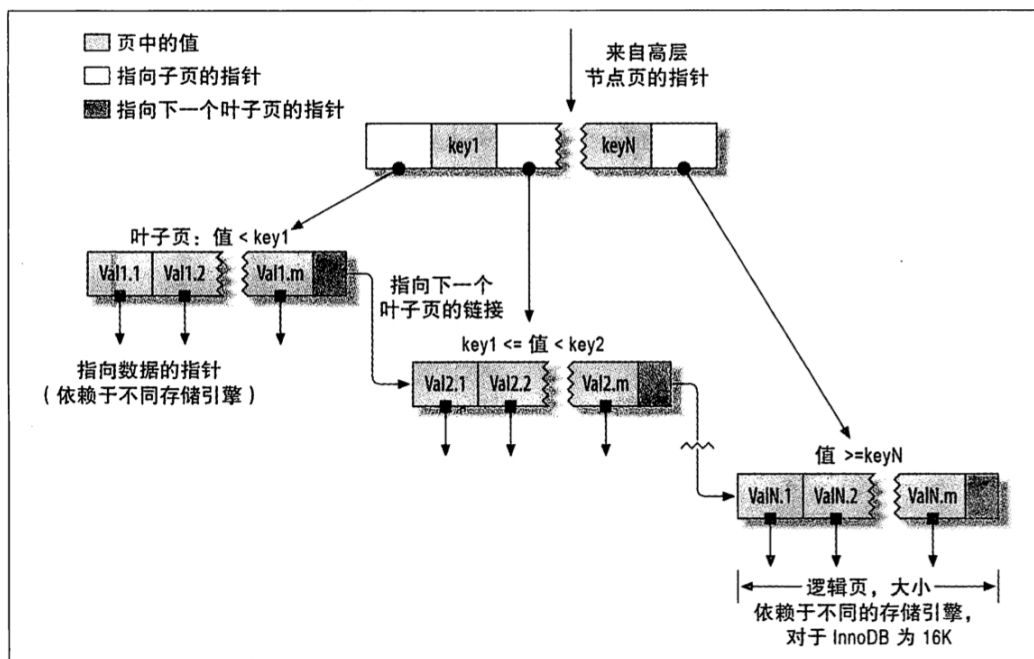 页中的值
指向子页的指针
指向下一个叶子页的指针
来自高层
节点页的指针
key1
keyN
叶子页：值 < key1
Val1.1
Val1.2
Val1.m
指向下一个
叶子页的链接
指向数据的指针
（依赖于不同存储引擎）
key1 <= 值 < key2
Val2.1
Val2.2
Val2.m
值 >=keyN
ValN.1
ValN.2
ValN.m
逻辑页，大小
依赖于不同的存储引擎，
对于 InnoDB 为 16K